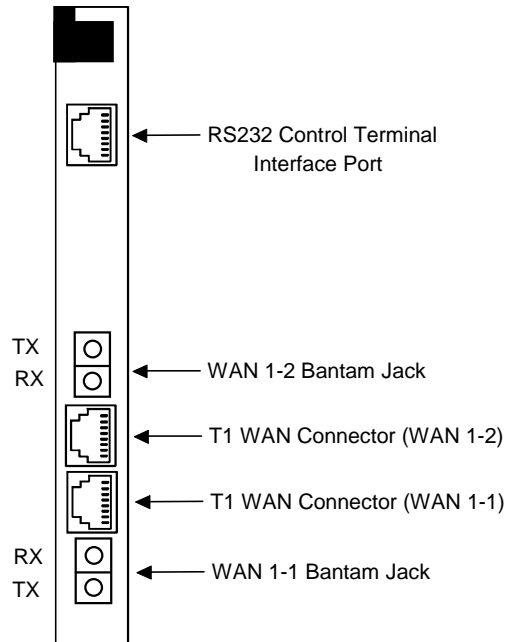 RS232 Control Terminal
Interface Port
TX
RX
WAN 1-2 Bantam Jack
T1 WAN Connector (WAN 1-2)
T1 WAN Connector (WAN 1-1)
RX
TX
WAN 1-1 Bantam Jack